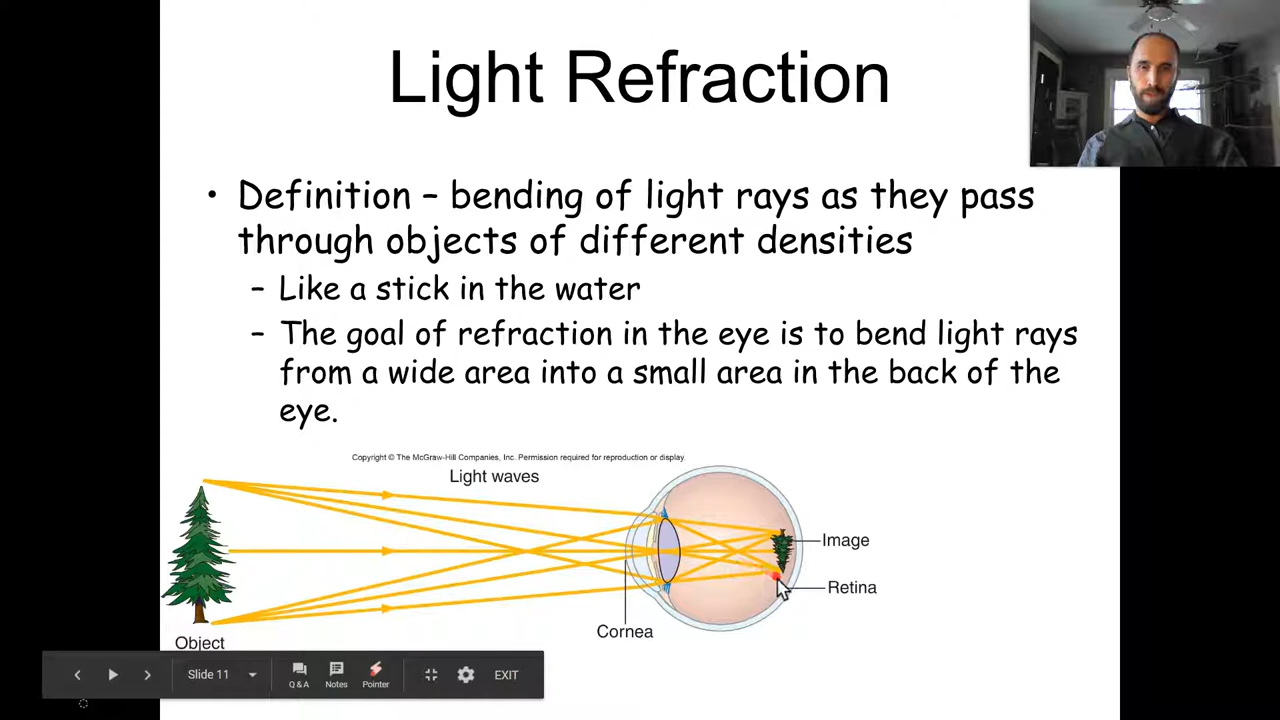 Light Refraction
• Definition – bending of light rays as they pass
through objects of different densities
– Like a stick in the water
– The goal of refraction in the eye is to bend light rays
from a wide area into a small area in the back of the
eye.
Copyright © The McGraw-Hill Companies, Inc. Permission required for reproduction or display.
Light waves
Image
Retina
Cornea
Object
Slide 11
Q & A
Notes
Pointer
EXIT